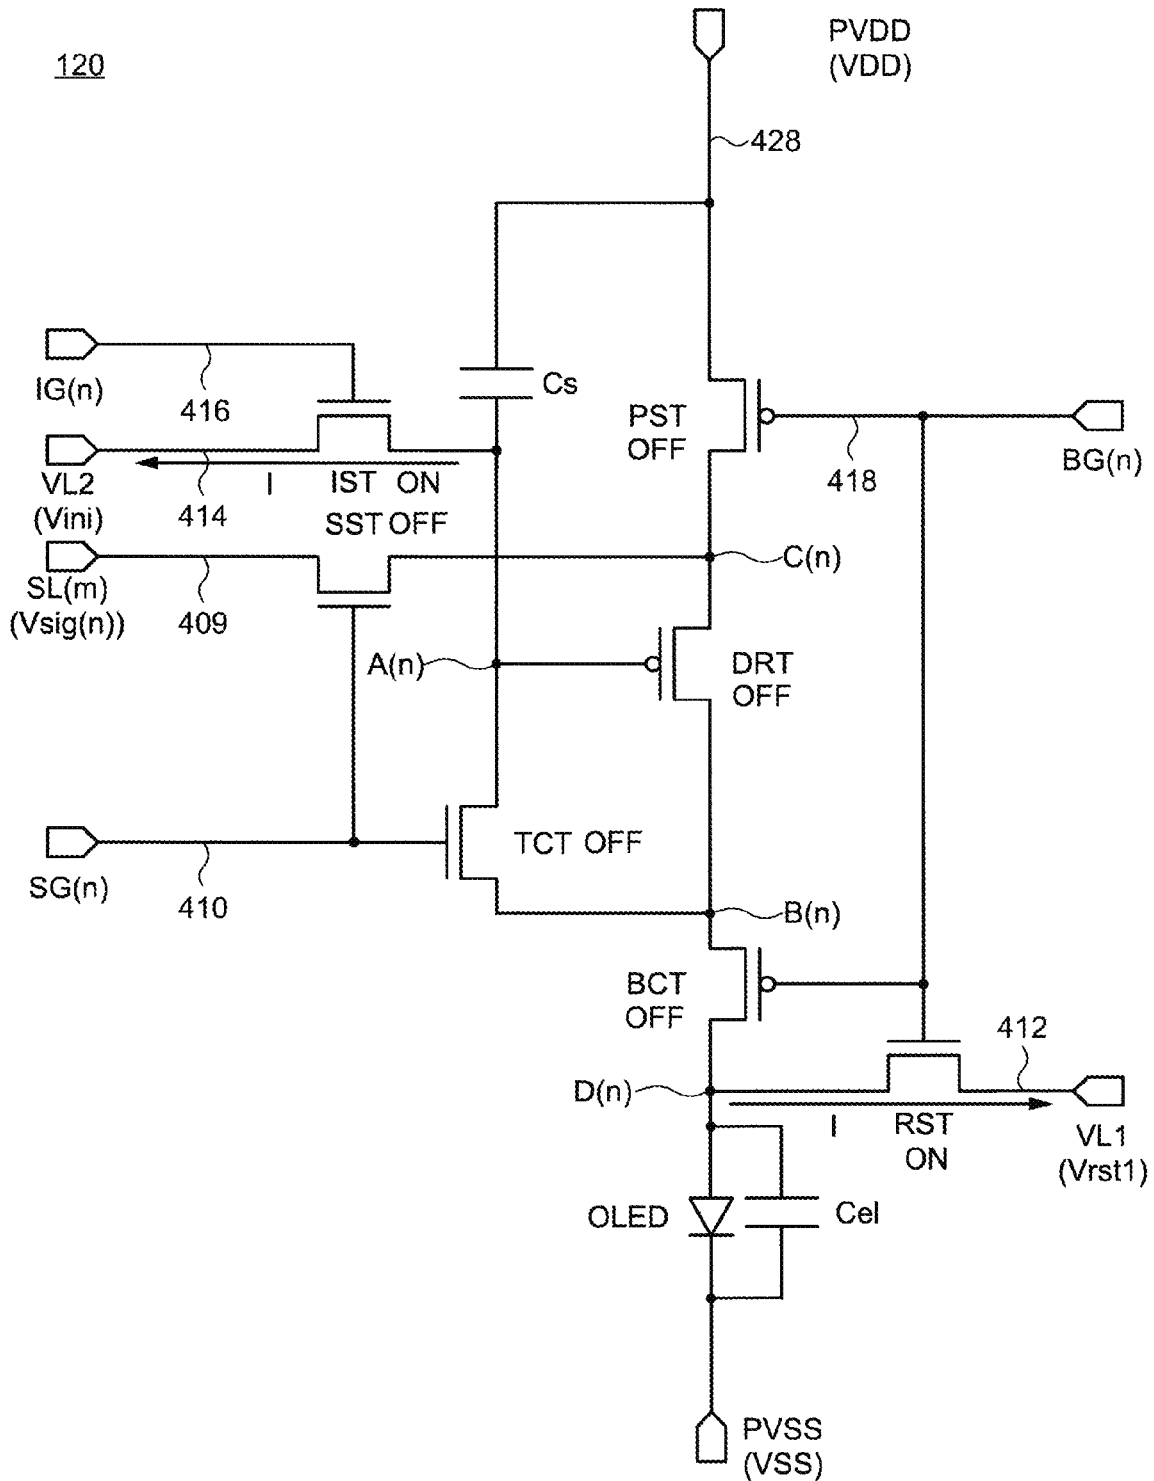 120
PVDD
(VDD)
428
IG(n)
416
Cs
PST
OFF
418
BG(n)
VL2
(Vini)
414
I
IST ON
SST OFF
SL(m)
(Vsig(n))
409
C(n)
A(n)
DRT
OFF
SG(n)
410
TCT OFF
B(n)
BCT
OFF
412
D(n)
I
RST
ON
VL1
(Vrst1)
OLED
Cel
PVSS
(VSS)